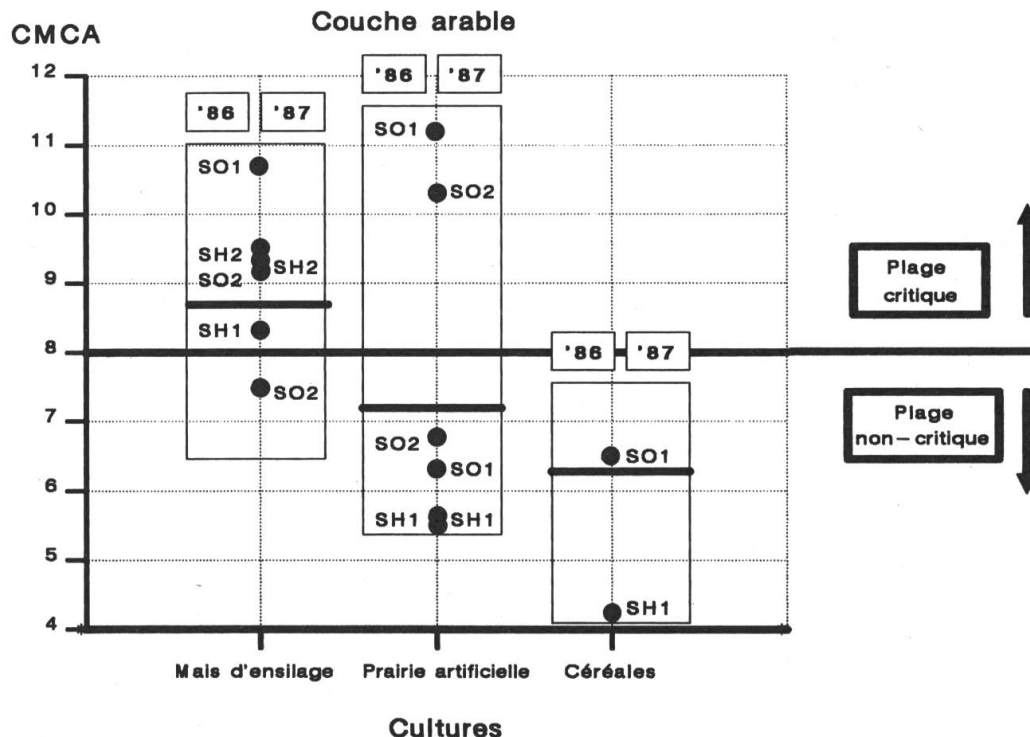 Couche arable
CMCA
12
11
10
9
8
7
6
5
4
'86 '87
SO1
SH2
SH2
SO2
SH1
SO2
'86 '87
SO1
SO2
SO2
SO1
SH1 SH1
'86 '87
SO1
SH1
Plage
critique
Plage
non-critique
Mais d'ensilage Prairie artificielle Céréales
Cultures